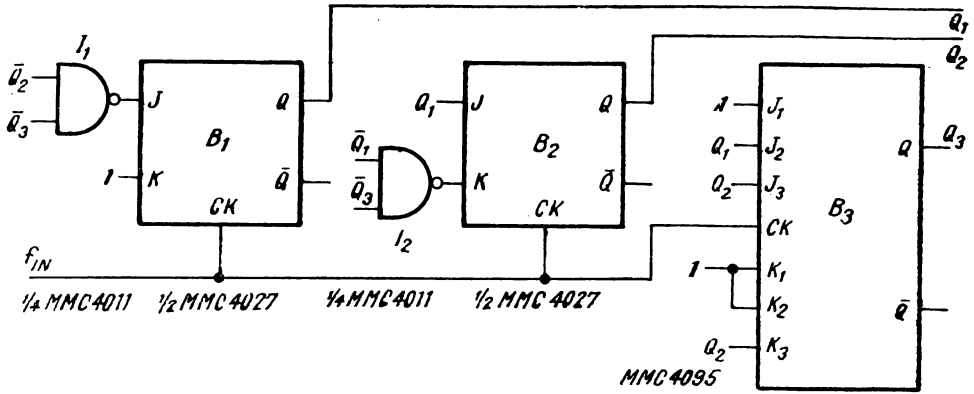 Q₁
Q₂
I₁
Q̄₂
Q̄₃
J
Q
B₁
1
K
Q̄
CK
Q₁
J
Q
B₂
Q̄₁
Q̄₃
K
Q̄
CK
I₂
1
J₁
Q₁
J₂
Q₂
J₃
Q
Q₃
B₃
CK
1
K₁
K₂
Q̄
Q₂
K₃
f_IN
1/4 MMC4011
1/2 MMC4027
1/4 MMC4011
1/2 MMC4027
MMC4095